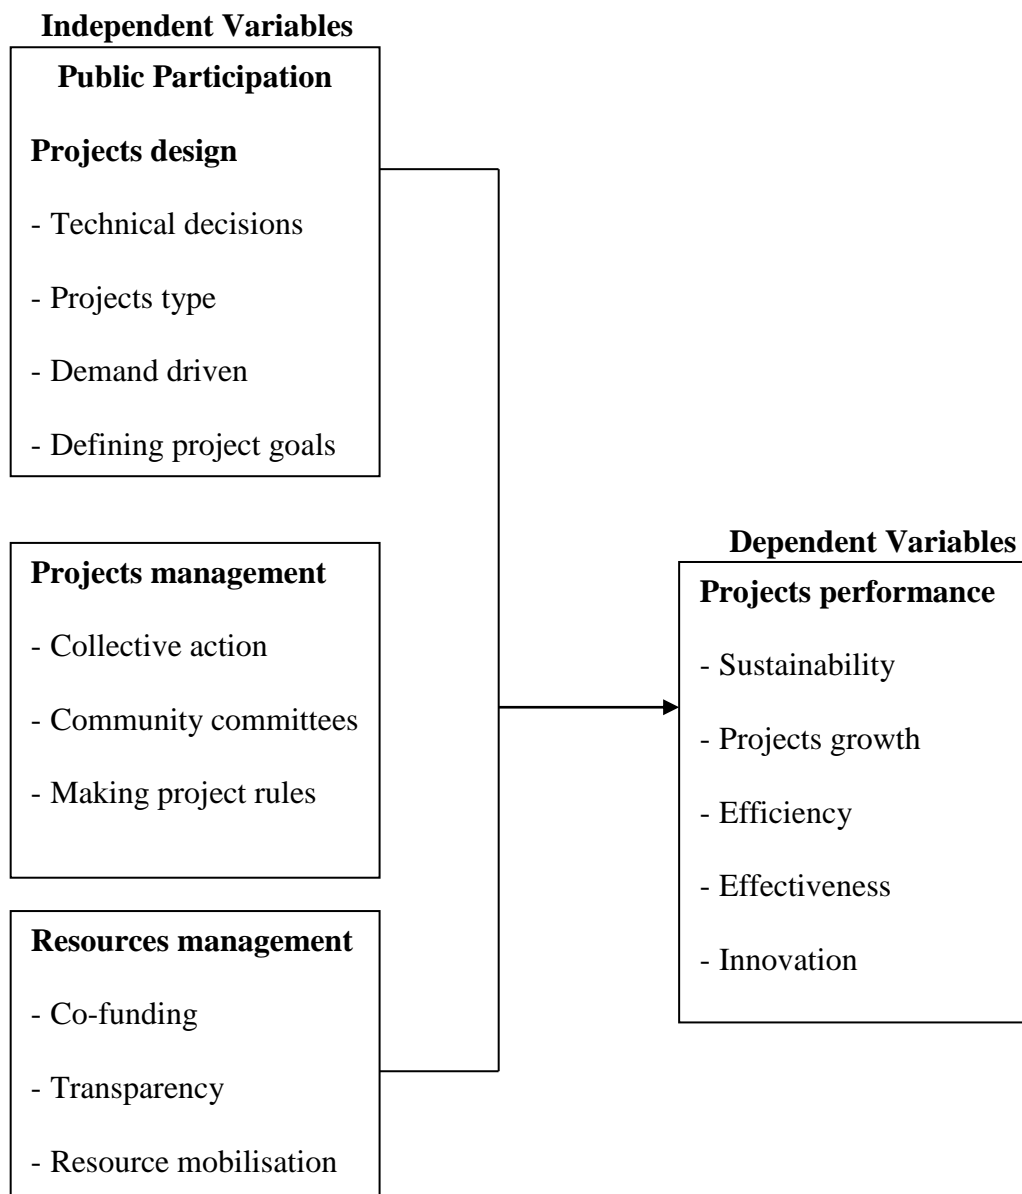 Independent Variables
Public Participation
Projects design
- Technical decisions
- Projects type
- Demand driven
- Defining project goals
Projects management
- Collective action
- Community committees
- Making project rules
Resources management
- Co-funding
- Transparency
- Resource mobilisation
Dependent Variables
Projects performance
- Sustainability
- Projects growth
- Efficiency
- Effectiveness
- Innovation